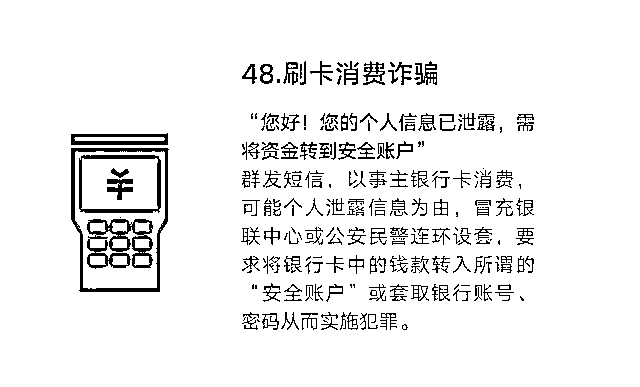 48.刷卡消费诈骗
“您好！您的个人信息已泄露，需
将资金转到安全账户”
群发短信，以事主银行卡消费，
可能个人泄露信息为由，冒充银
联中心或公安民警连环设套，要
求将银行卡中的钱款转入所谓的
“安全账户”或套取银行账号、
密码从而实施犯罪。
¥